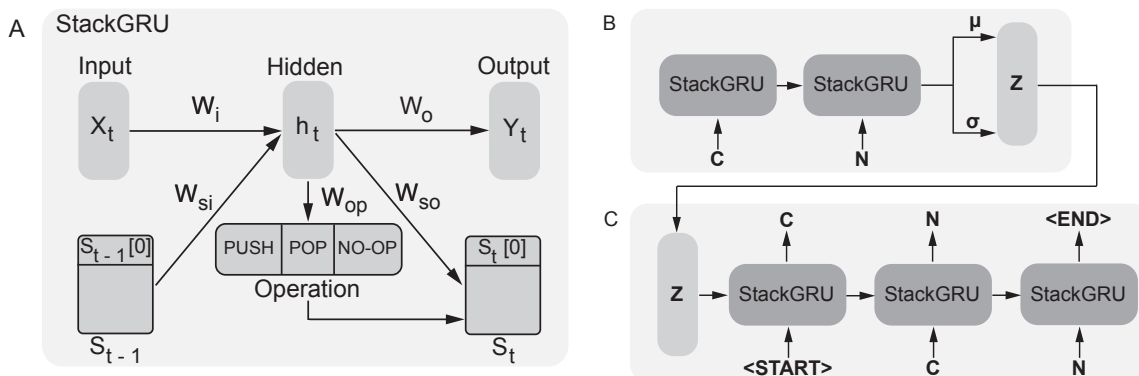 A
StackGRU
Input Hidden Output
X_t W_i h_t W_o Y_t
W_si W_op W_so
PUSH POP NO-OP
S_t - 1 [0] S_t [0]
Operation
S_t - 1 S_t
B
μ
StackGRU StackGRU Z
σ
C N
C
C N <END>
Z StackGRU StackGRU StackGRU
<START> C N